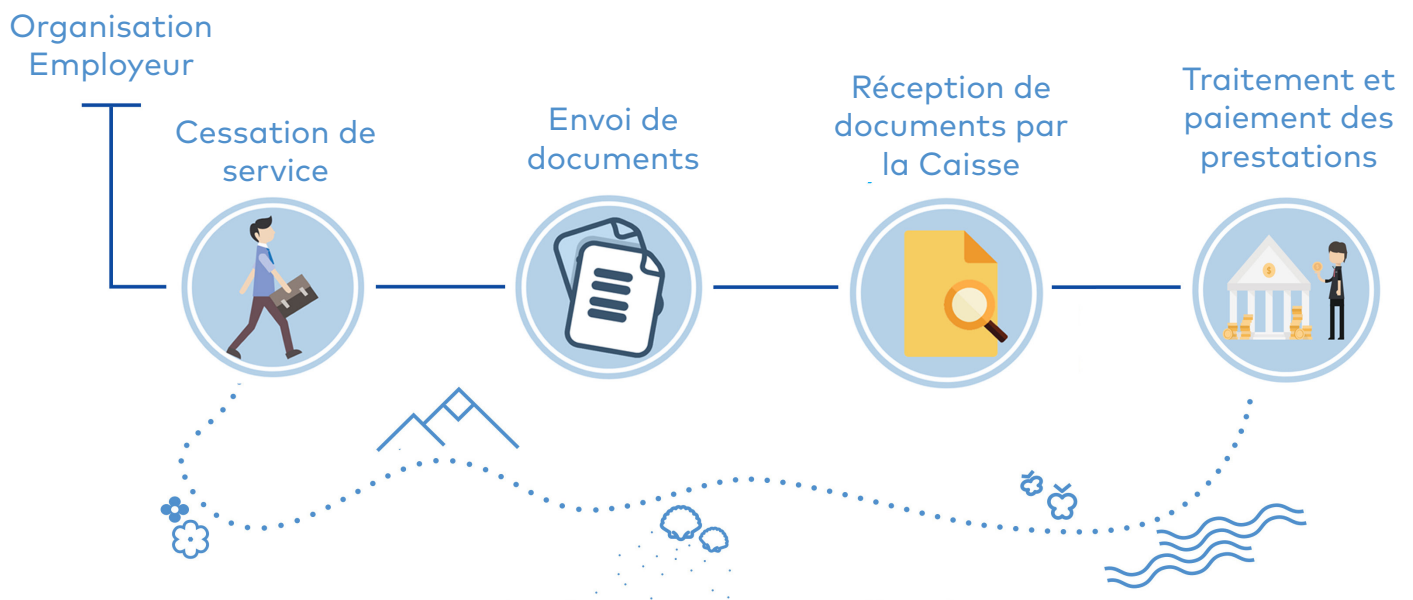 Organisation
Employeur
Cessation de
service
Envoi de
documents
Réception de
documents par
la Caisse
Traitement et
paiement des
prestations
$